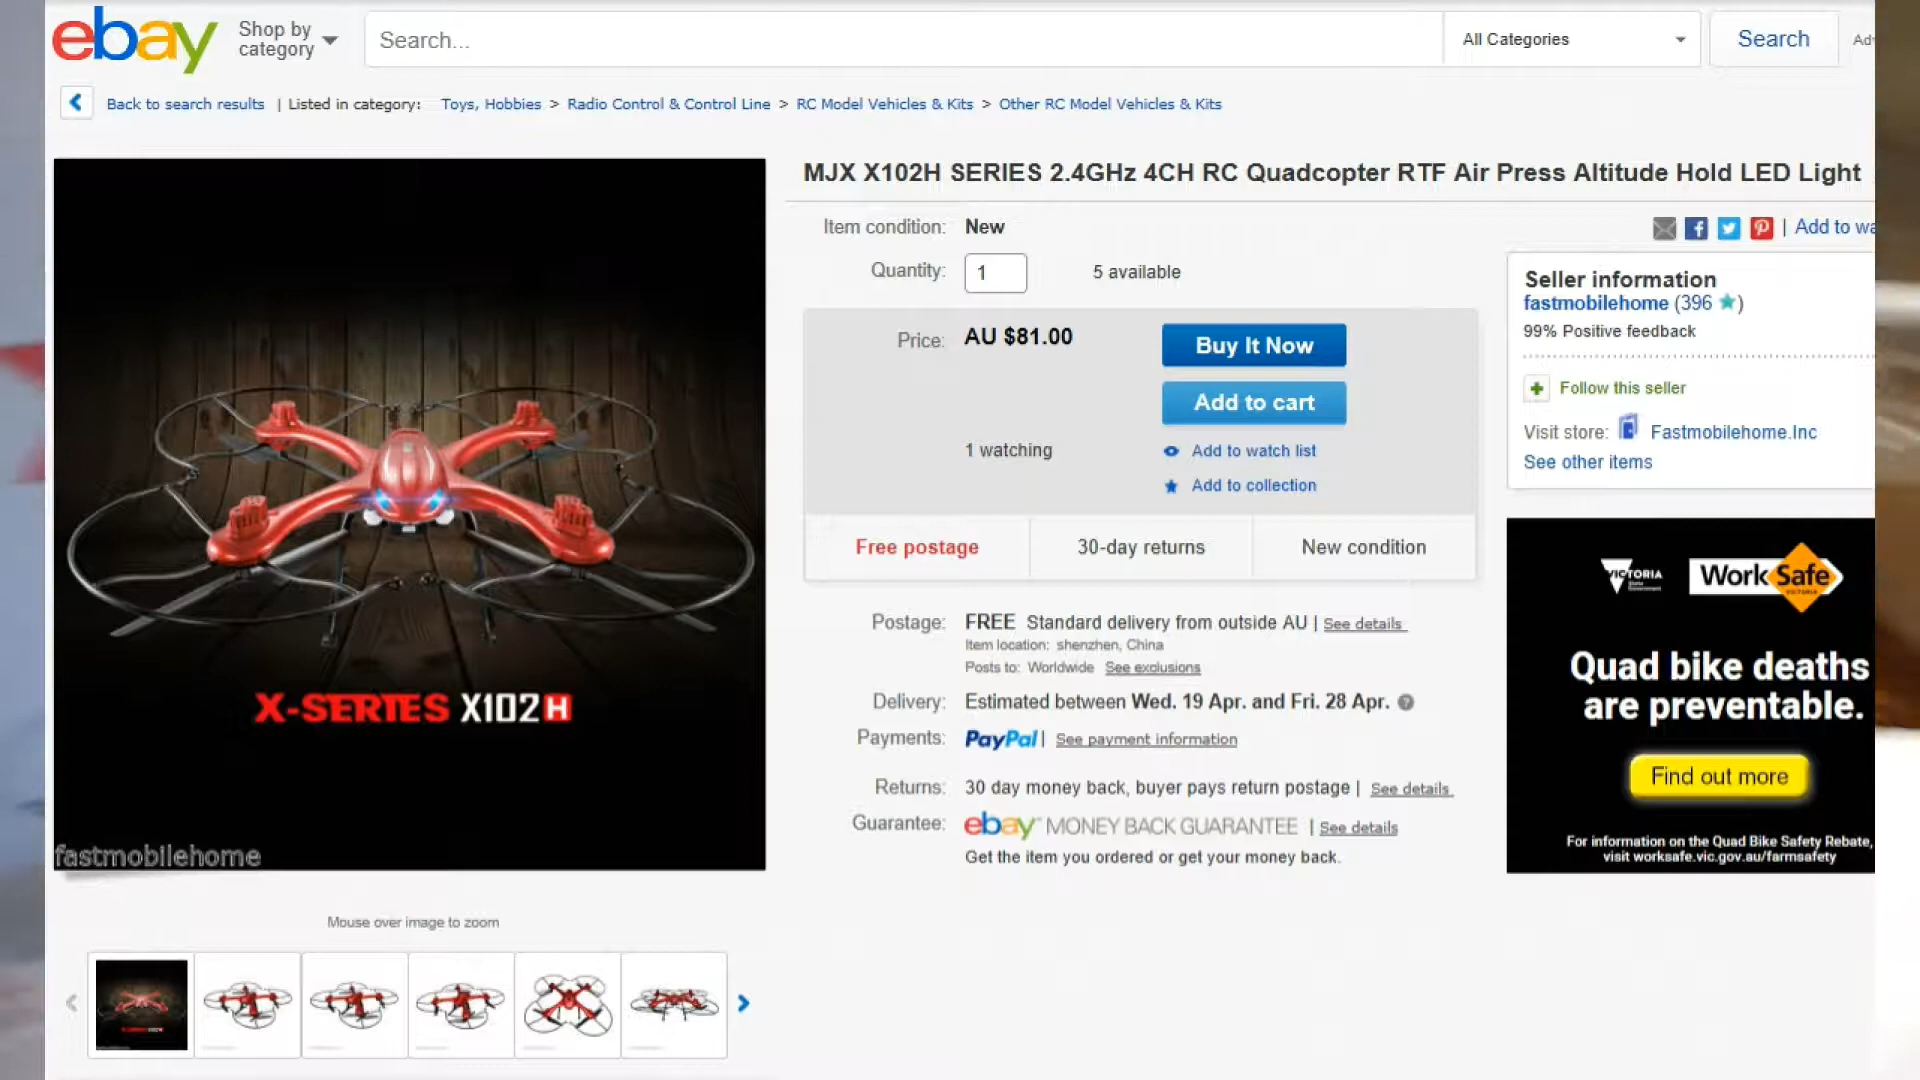 ebay
Shop by
category
Search...
All Categories
Search
Back to search results | Listed in category: Toys, Hobbies > Radio Control & Control Line > RC Model Vehicles & Kits > Other RC Model Vehicles & Kits
MJX X102H SERIES 2.4GHz 4CH RC Quadcopter RTF Air Press Altitude Hold LED Light
Item condition: New
| Add to
Quantity: 1 5 available
Price: AU $81.00
Buy It Now
Add to cart
1 watching
Add to watch list
Add to collection
Free postage 30-day returns New condition
Postage: FREE Standard delivery from outside AU | See details
Item location: shenzhen, China
Posts to: Worldwide See exclusions
Delivery: Estimated between Wed. 19 Apr. and Fri. 28 Apr.
Payments: PayPal | See payment information
Returns: 30 day money back, buyer pays return postage | See details
Guarantee: ebay MONEY BACK GUARANTEE | See details
Get the item you ordered or get your money back.
Seller information
fastmobilehome (396)
99% Positive feedback
Follow this seller
Visit store: Fastmobilehome.Inc
See other items
VICTORIA
State
Government
WorkSafe
VICTORIA
Quad bike deaths
are preventable.
Find out more
For information on the Quad Bike Safety Rebate,
visit worksafe.vic.gov.au/farmsafety
X-SERIES X102H
fastmobilehome
Mouse over image to zoom